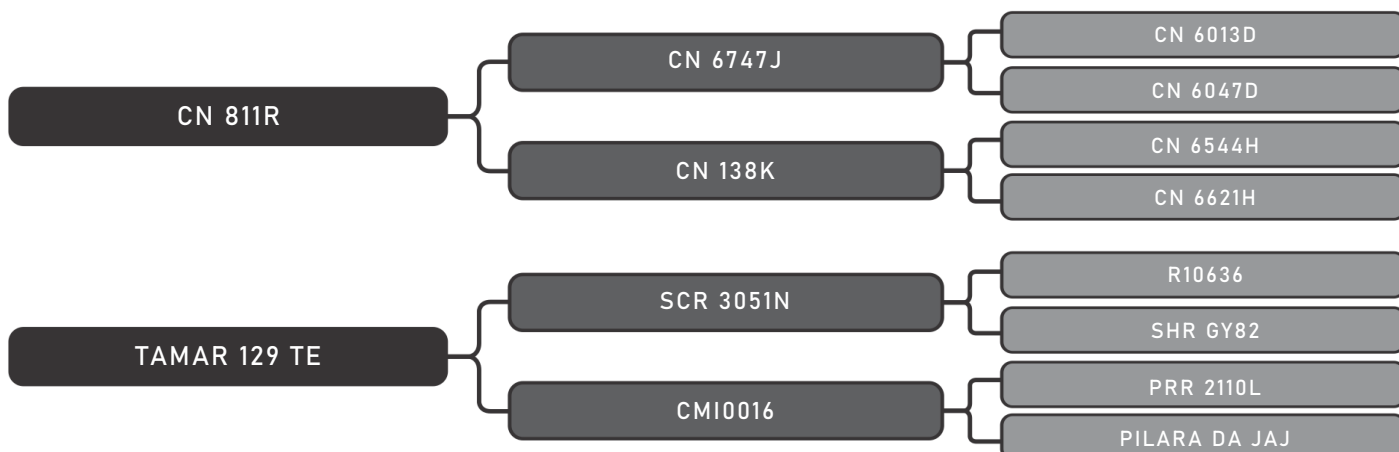 CN 811R
CN 6747J
CN 6013D
CN 6047D
CN 138K
CN 6544H
CN 6621H
TAMAR 129 TE
SCR 3051N
R10636
SHR GY82
CMI0016
PRR 2110L
PILARA DA JAJ